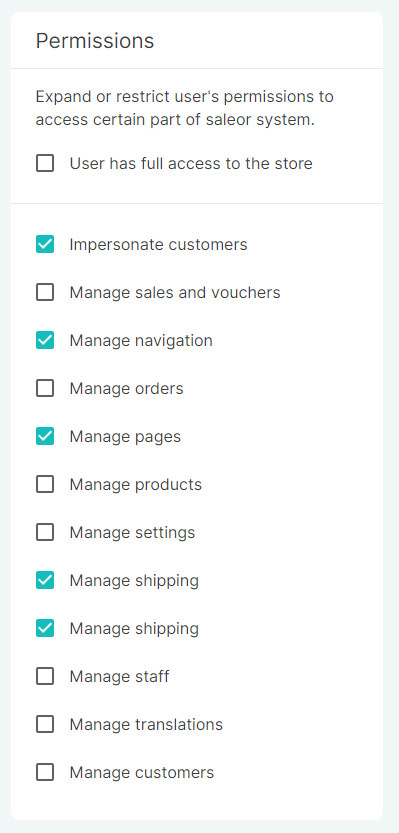 Permissions
Expand or restrict user's permissions to
access certain part of saleor system.
User has full access to the store
Impersonate customers
Manage sales and vouchers
Manage navigation
Manage orders
Manage pages
Manage products
Manage settings
Manage shipping
Manage shipping
Manage staff
Manage translations
Manage customers